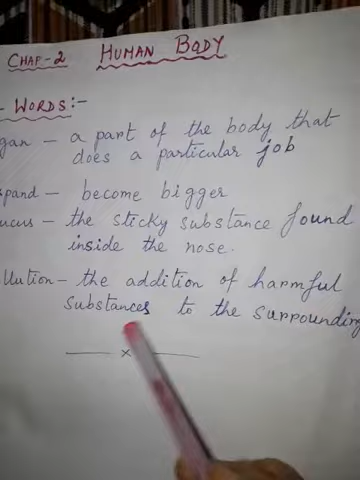 CHAP-2 HUMAN BODY
- WORDS:-
gan - a part of the body that
does a particular job
pand - become bigger
ucus - the sticky substance found
inside the nose.
llution - the addition of harmful
substances to the surrounding